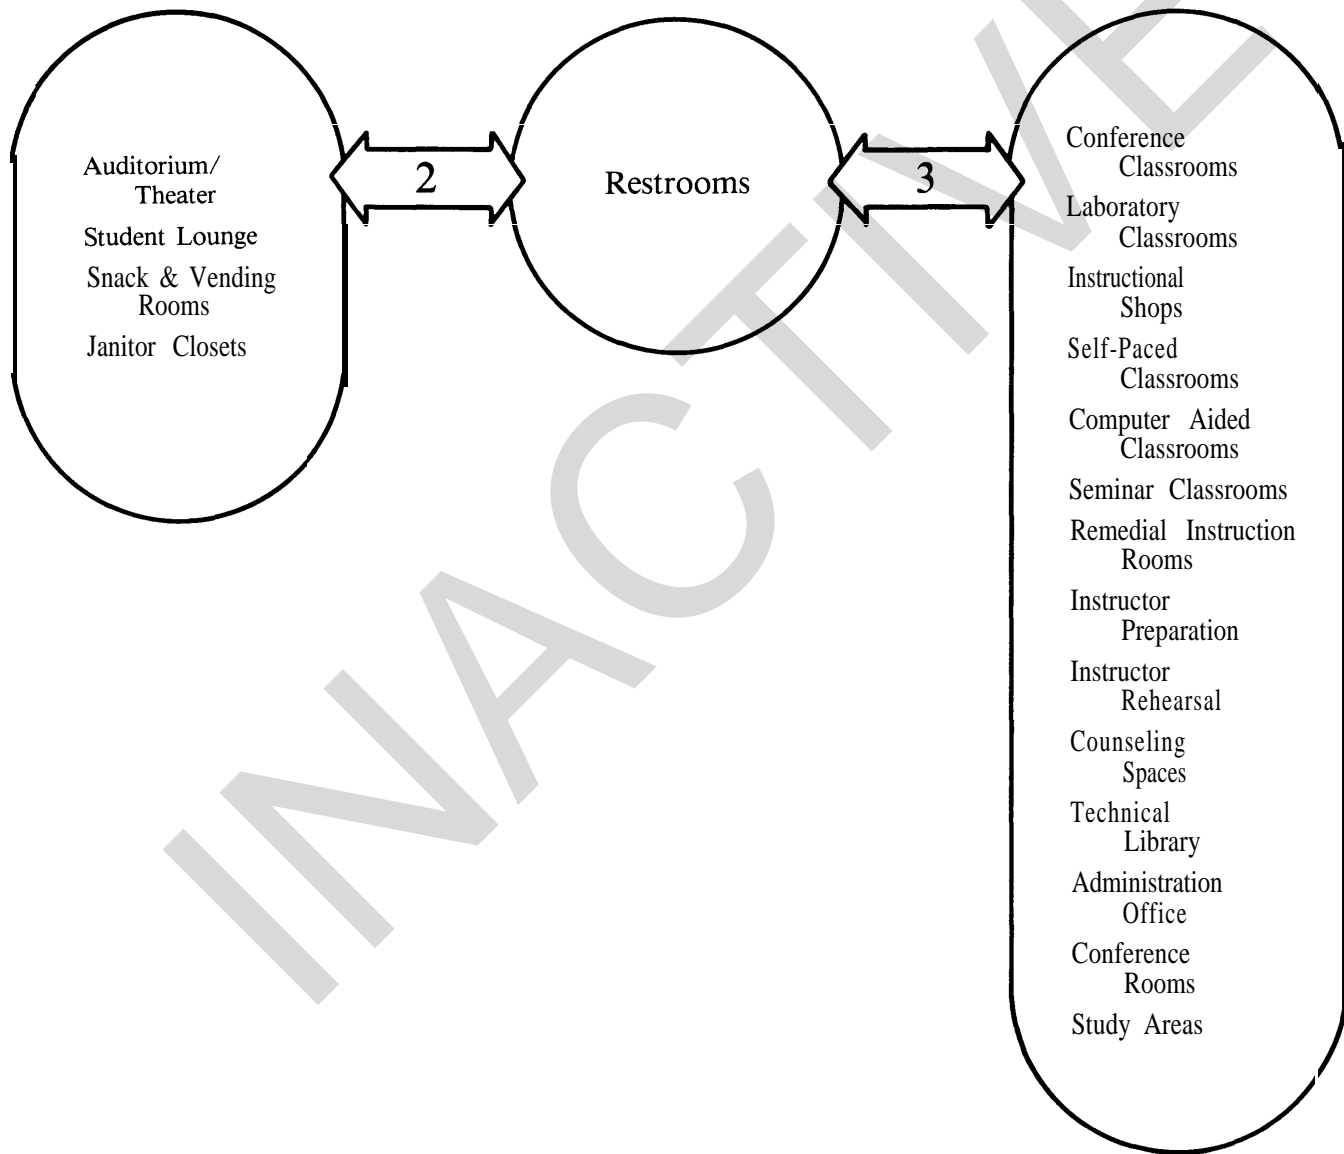 Auditorium/
Theater
Student Lounge
Snack & Vending
Rooms
Janitor Closets
2
Restrooms
3
Conference
Classrooms
Laboratory
Classrooms
Instructional
Shops
Self-Paced
Classrooms
Computer Aided
Classrooms
Seminar Classrooms
Remedial Instruction
Rooms
Instructor
Preparation
Instructor
Rehearsal
Counseling
Spaces
Technical
Library
Administration
Office
Conference
Rooms
Study Areas
INACTIVE